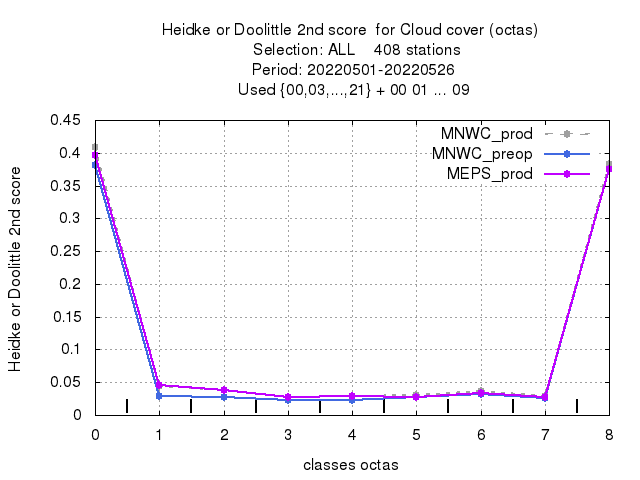 Heidke or Doolittle 2nd score  for Cloud cover (octas)
Selection: ALL    408 stations
Period: 20220501-20220526
Used {00,03,...,21} + 00 01 ... 09
MNWC_prod
MNWC_preop
MEPS_prod
Heidke or Doolittle 2nd score
0.45
0.4
0.35
0.3
0.25
0.2
0.15
0.1
0.05
0
0 1 2 3 4 5 6 7 8
classes octas